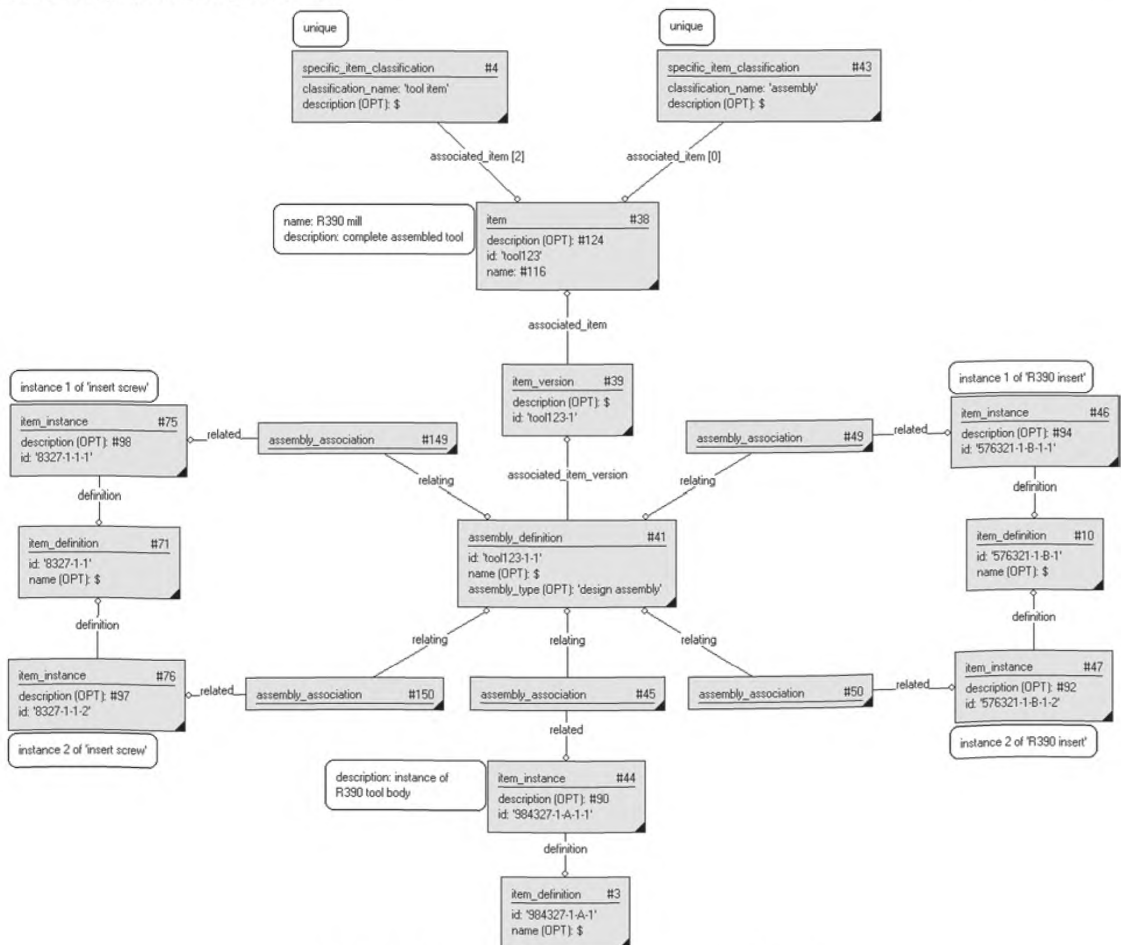 unique
unique
specific_item_classification #4
classification_name: 'tool item'
description (OPT): $
specific_item_classification #43
classification_name: 'assembly'
description (OPT): $
associated_item [2]
associated_item [0]
name: R390 mill
description: complete assembled tool
item #38
description (OPT): #124
id: 'tool123'
name: #116
associated_item
instance 1 of 'insert screw'
item_instance #75
description (OPT): #98
id: '8327-1-1-1'
related
assembly_association #149
item_version #39
description (OPT): $
id: 'tool123-1'
assembly_association #49
related
instance 1 of 'R390 insert'
item_instance #46
description (OPT): #94
id: '576321-1-B-1-1'
relating
associated_item_version
relating
definition
definition
item_definition #71
id: '8327-1-1'
name (OPT): $
assembly_definition #41
id: 'tool123-1-1'
name (OPT): $
assembly_type (OPT): 'design assembly'
item_definition #10
id: '576321-1-B-1'
name (OPT): $
definition
definition
relating
relating
relating
item_instance #76
description (OPT): #97
id: '8327-1-1-2'
instance 2 of 'insert screw'
related
assembly_association #150
assembly_association #45
assembly_association #50
related
item_instance #47
description (OPT): #92
id: '576321-1-B-1-2'
instance 2 of 'R390 insert'
related
description: instance of
R390 tool body
item_instance #44
description (OPT): #90
id: '984327-1-A-1-1'
definition
item_definition #3
id: '984327-1-A-1'
name (OPT): $